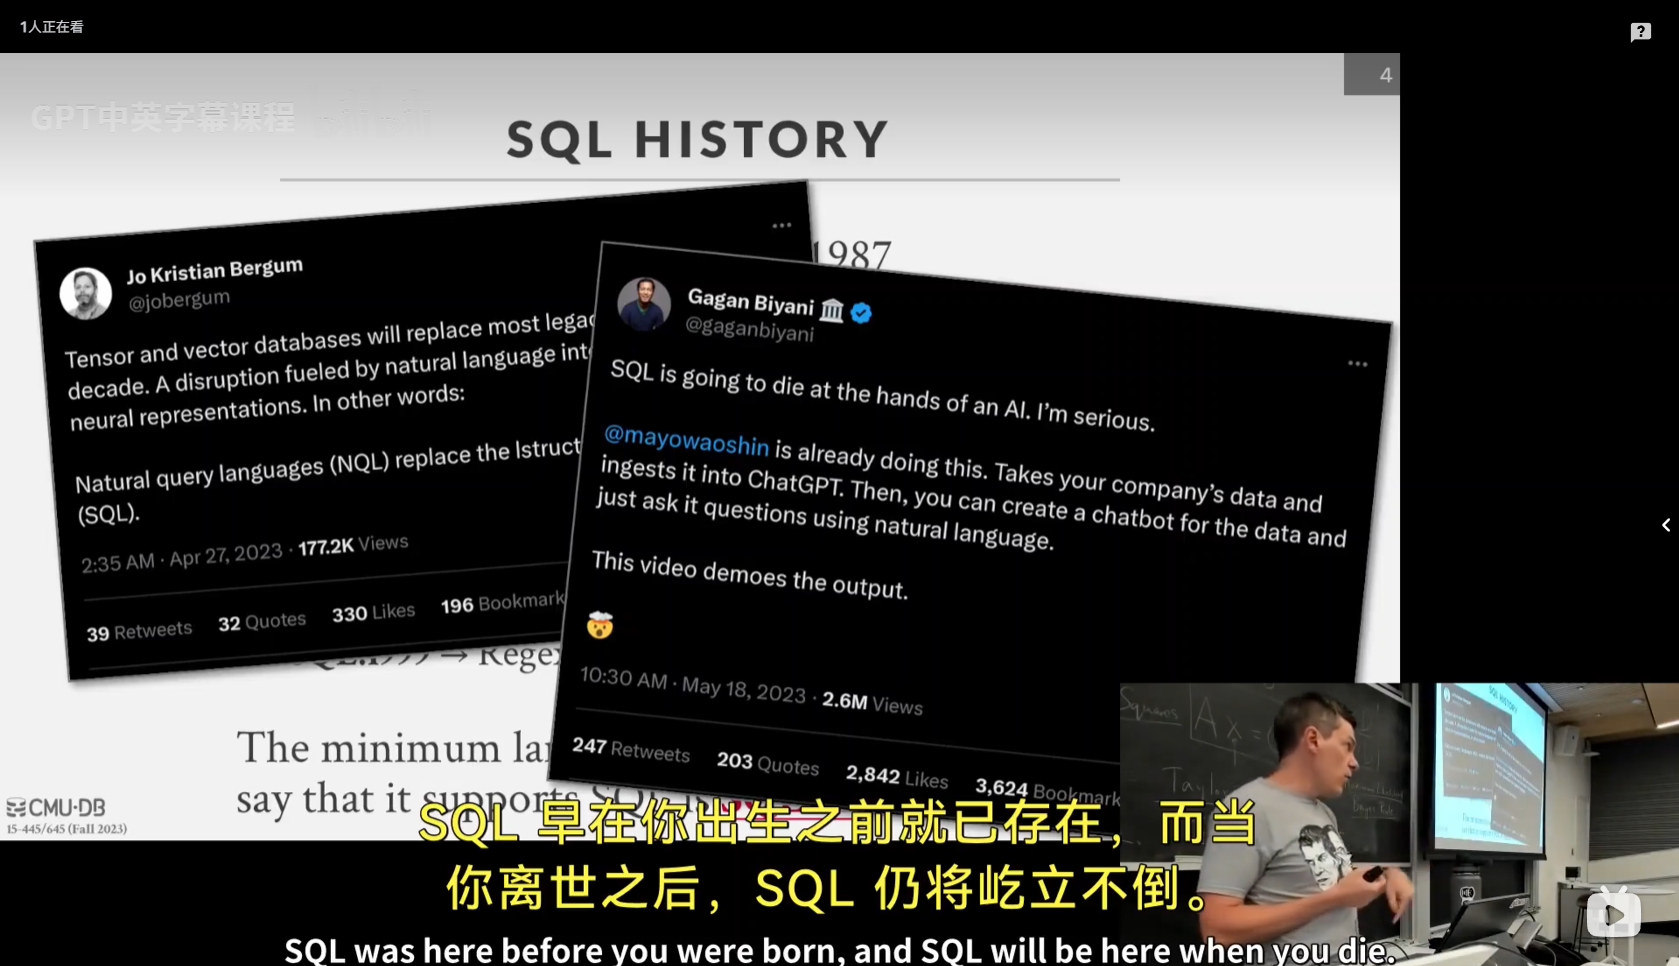 1人正在看
4
GPT中英字幕课程
SQL HISTORY
1987
Jo Kristian Bergum
@jobergum
Tensor and vector databases will replace most legac
decade. A disruption fueled by natural language int
neural representations. In other words:
Natural query languages (NQL) replace the lstruct
(SQL).
2:35 AM · Apr 27, 2023 · 177.2K Views
39 Retweets 32 Quotes 330 Likes 196 Bookmark
Gagan Biyani
@gaganbiyani
SQL is going to die at the hands of an AI. I'm serious.
@mayowaoshin is already doing this. Takes your company's data and
ingests it into ChatGPT. Then, you can create a chatbot for the data and
just ask it questions using natural language.
This video demoes the output.
🤯
10:30 AM · May 18, 2023 · 2.6M Views
247 Retweets 203 Quotes 2,842 Likes 3,624 Bookmark
→ Regex
The minimum lan
say that it supports SQL is
CMU·DB
15-445/645 (Fall 2023)
SQL 早在你出生之前就已存在，而当
你离世之后，SQL 仍将屹立不倒。
SQL was here before you were born, and SQL will be here when you die.